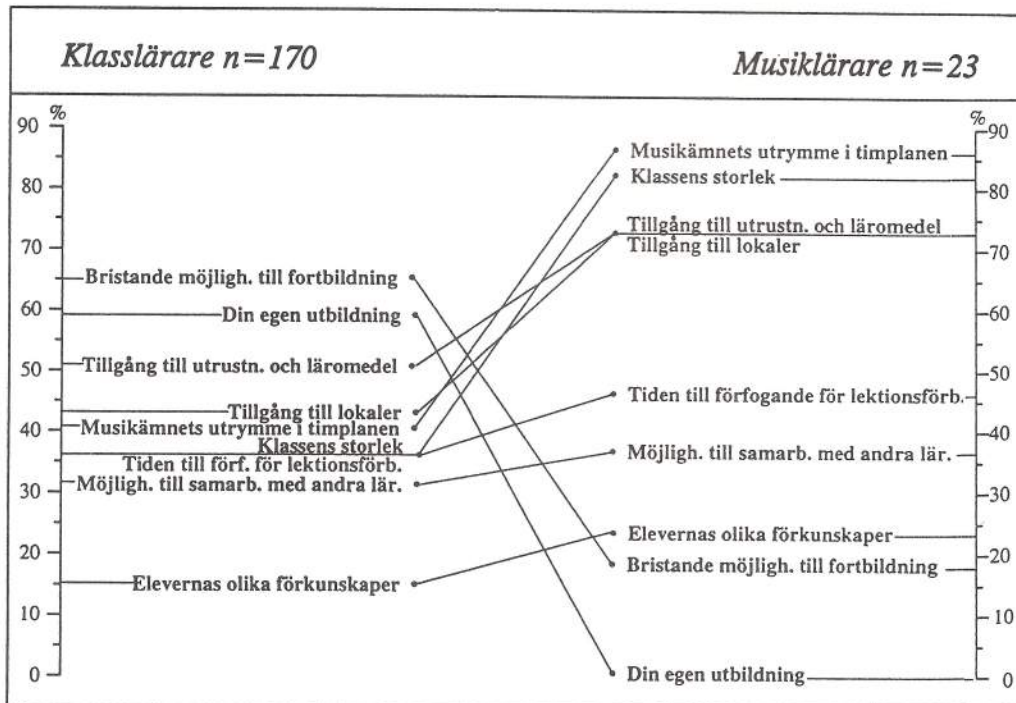 Klasslärare n=170
Musiklärare n=23
%
90
80
70
60
50
40
30
20
10
0
Bristande möjligh. till fortbildning
Din egen utbildning
Tillgång till utrustn. och läromedel
Tillgång till lokaler
Musikämnets utrymme i timplanen
Klassens storlek
Tiden till förf. för lektionsförb.
Möjligh. till samarb. med andra lär.
Elevernas olika förkunskaper
Musikämnets utrymme i timplanen
Klassens storlek
Tillgång till utrustn. och läromedel
Tillgång till lokaler
Tiden till förfogande för lektionsförb.
Möjligh. till samarb. med andra lär.
Elevernas olika förkunskaper
Bristande möjligh. till fortbildning
Din egen utbildning
%
90
80
70
60
50
40
30
20
10
0